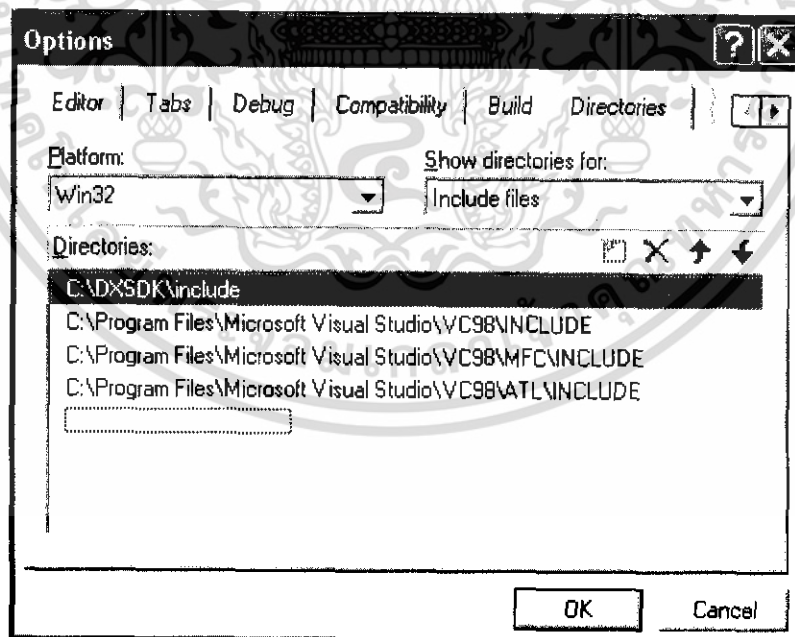 Options
Editor Tabs Debug Compatibility Build Directories
Platform: Show directories for:
Win32 Include files
Directories:
C:\DXSDK\include
C:\Program Files\Microsoft Visual Studio\VC98\INCLUDE
C:\Program Files\Microsoft Visual Studio\VC98\MFC\INCLUDE
C:\Program Files\Microsoft Visual Studio\VC98\ATL\INCLUDE
OK Cancel